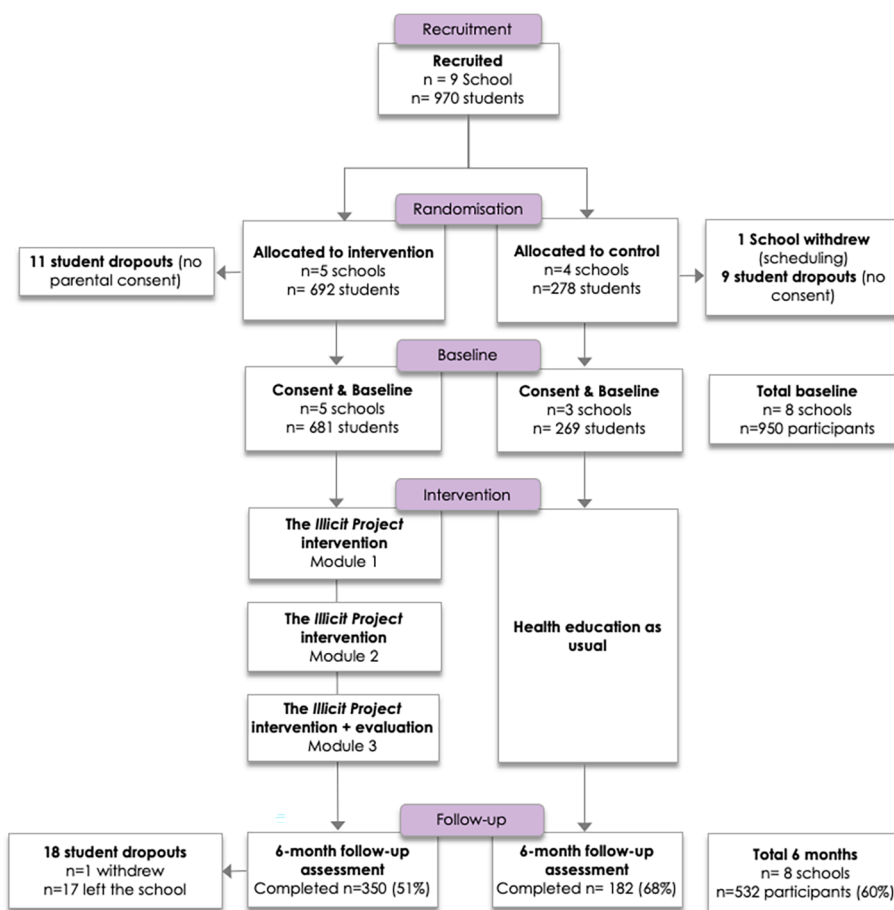 Recruitment
Recruited
n = 9 School
n= 970 students
Randomisation
11 student dropouts (no
parental consent)
Allocated to intervention
n=5 schools
n= 692 students
Allocated to control
n=4 schools
n=278 students
1 School withdrew
(scheduling)
9 student dropouts (no
consent)
Baseline
Consent & Baseline
n=5 schools
n= 681 students
Consent & Baseline
n=3 schools
n= 269 students
Total baseline
n= 8 schools
n=950 participants
Intervention
The Illicit Project
intervention
Module 1
The Illicit Project
intervention
Module 2
The Illicit Project
intervention + evaluation
Module 3
Health education as
usual
Follow-up
18 student dropouts
n=1 withdrew
n=17 left the school
6-month follow-up
assessment
Completed n=350 (51%)
6-month follow-up
assessment
Completed n= 182 (68%)
Total 6 months
n= 8 schools
n=532 participants (60%)